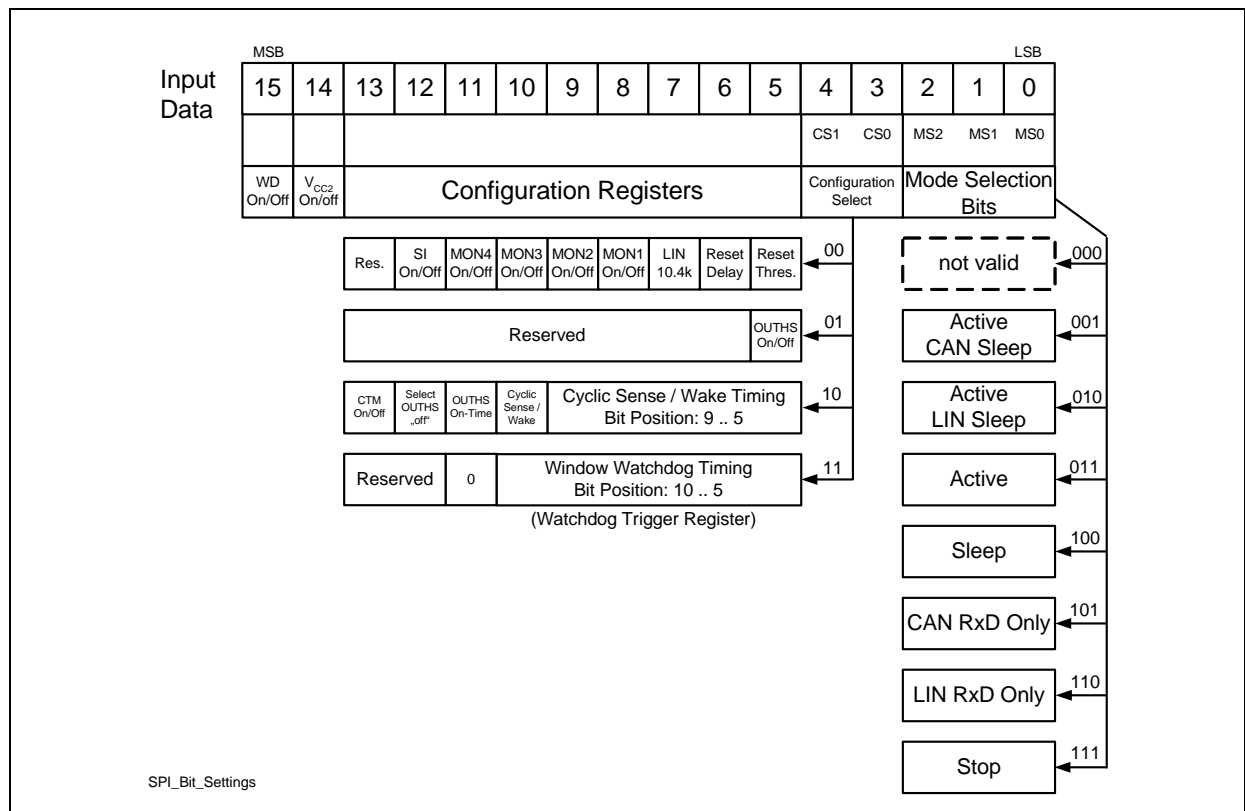 MSB LSB
Input
Data
15 14 13 12 11 10 9 8 7 6 5 4 3 2 1 0
CS1 CS0 MS2 MS1 MS0
WD
On/Off
VCC2
On/off
Configuration Registers
Configuration
Select
Mode Selection
Bits
Res.
SI
On/Off
MON4
On/Off
MON3
On/Off
MON2
On/Off
MON1
On/Off
LIN
10.4k
Reset
Delay
Reset
Thres.
00
not valid
000
Reserved
OUTHS
On/Off
01
Active
CAN Sleep
001
CTM
On/Off
Select
OUTHS
„off“
OUTHS
On-Time
Cyclic
Sense /
Wake
Cyclic Sense / Wake Timing
Bit Position: 9 .. 5
10
Active
LIN Sleep
010
Reserved
0
Window Watchdog Timing
Bit Position: 10 .. 5
11
(Watchdog Trigger Register)
Active
011
Sleep
100
CAN RxD Only
101
LIN RxD Only
110
Stop
111
SPI_Bit_Settings